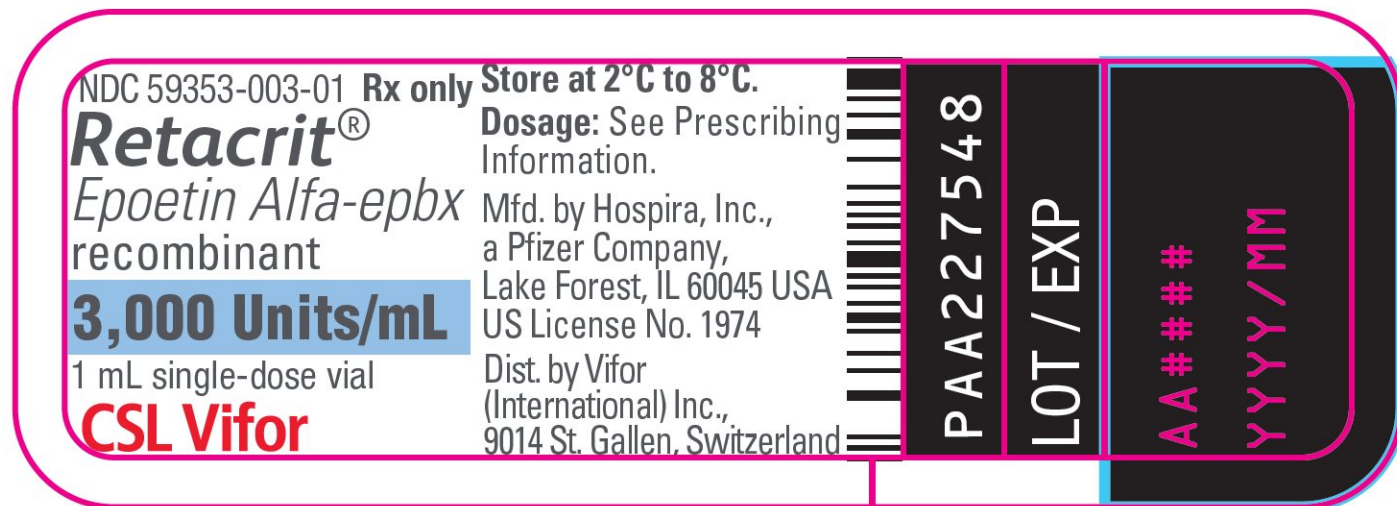 NDC 59353-003-01 Rx only
Retacrit®
Epoetin Alfa-epbx
recombinant
3,000 Units/mL
1 mL single-dose vial
CSL Vifor
Store at 2°C to 8°C.
Dosage: See Prescribing
Information.
Mfd. by Hospira, Inc.,
a Pfizer Company,
Lake Forest, IL 60045 USA
US License No. 1974
Dist. by Vifor
(International) Inc.,
9014 St. Gallen, Switzerland
PAA227548
LOT / EXP
AA####
YYYY/MM